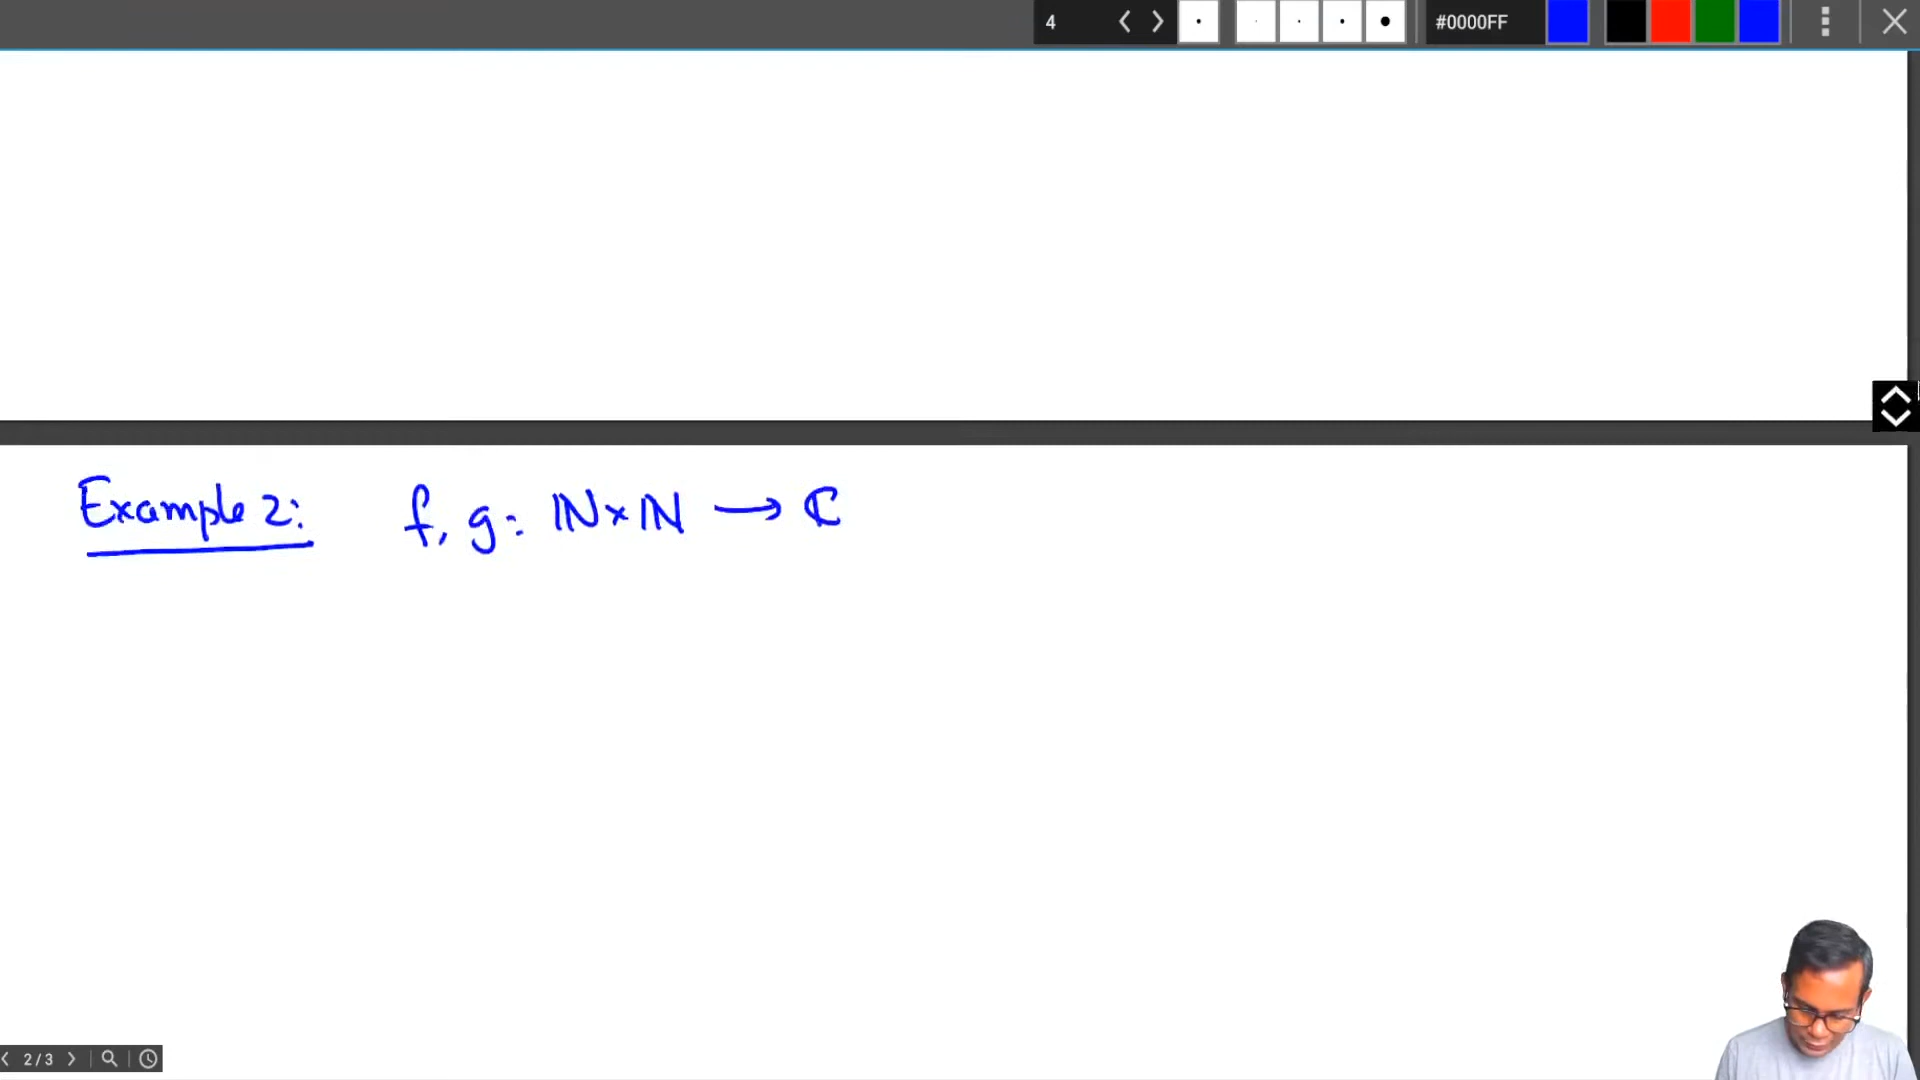 4
#0000FF
Example 2: f, g: ℕ×ℕ ⟶ ℂ
2/3